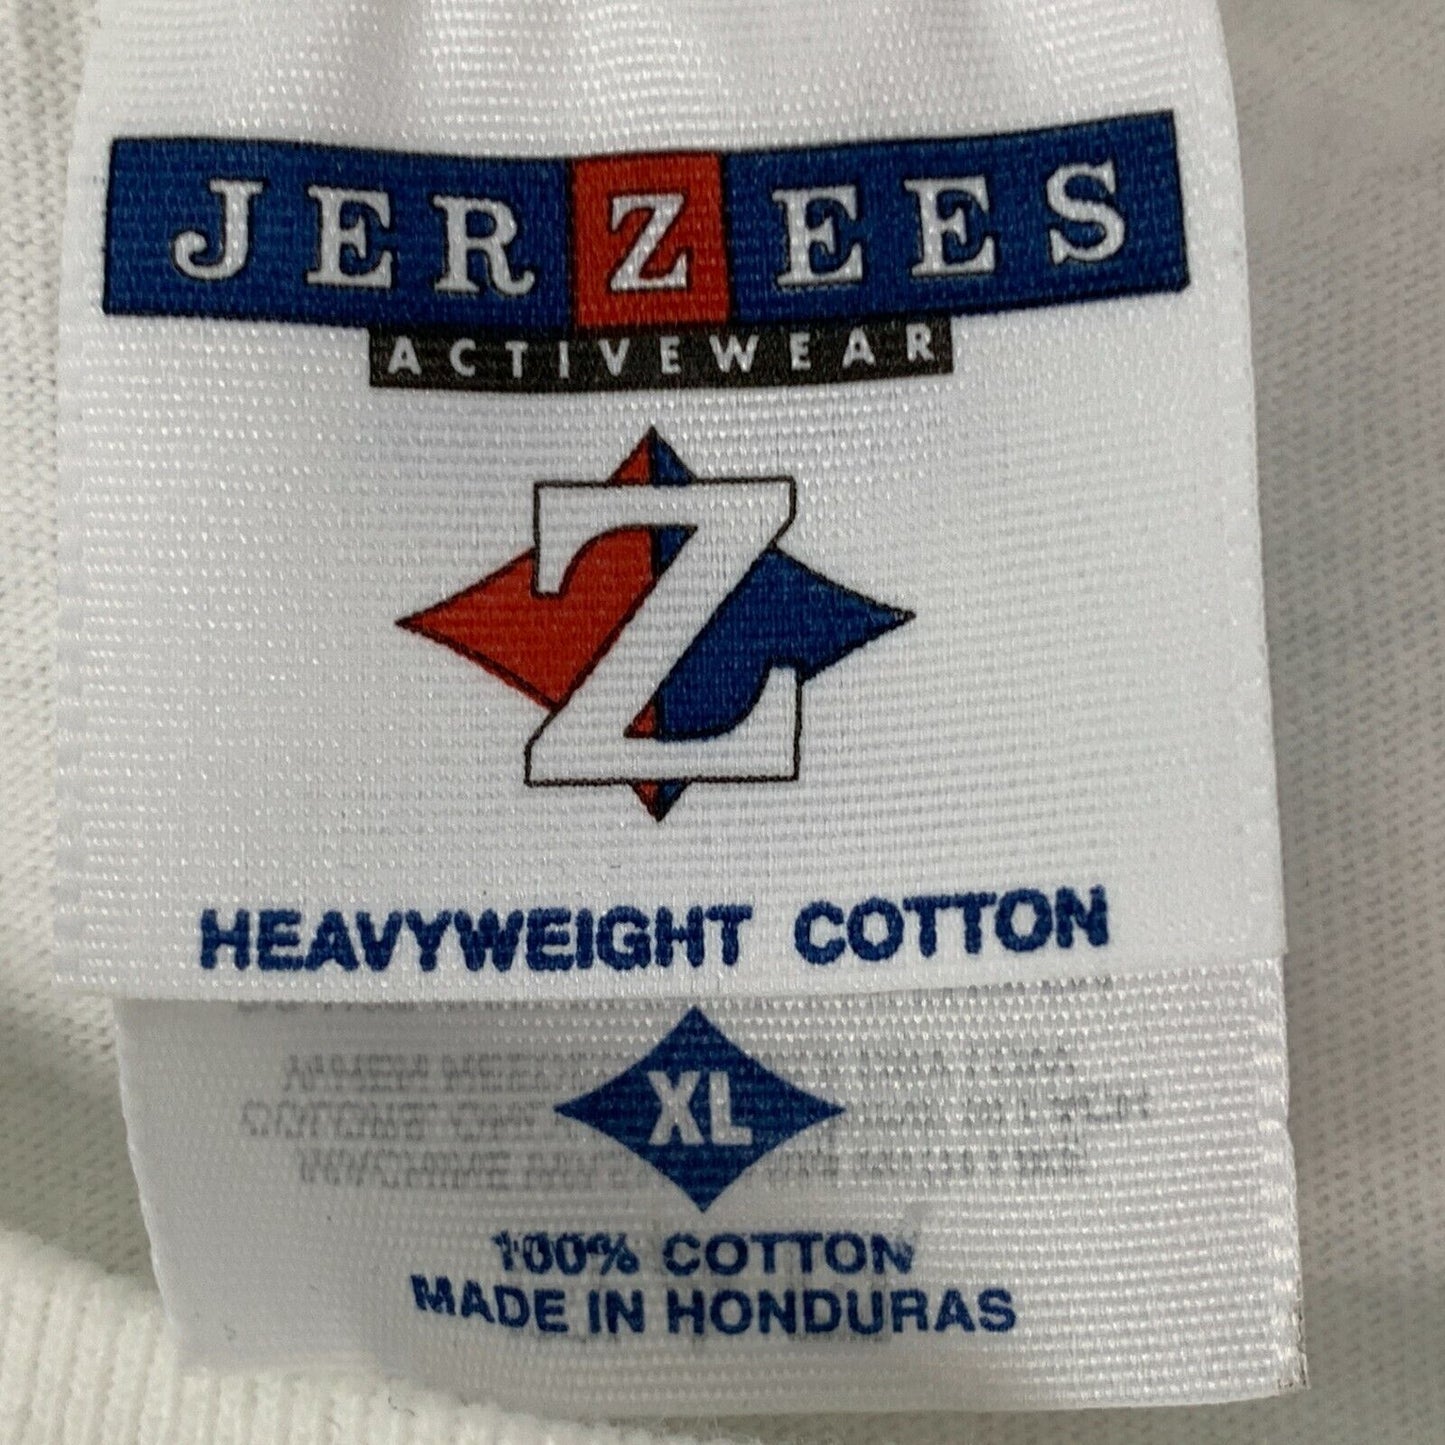 JERZEES
ACTIVEWEAR
Z
HEAVYWEIGHT COTTON
XL
100% COTTON
MADE IN HONDURAS